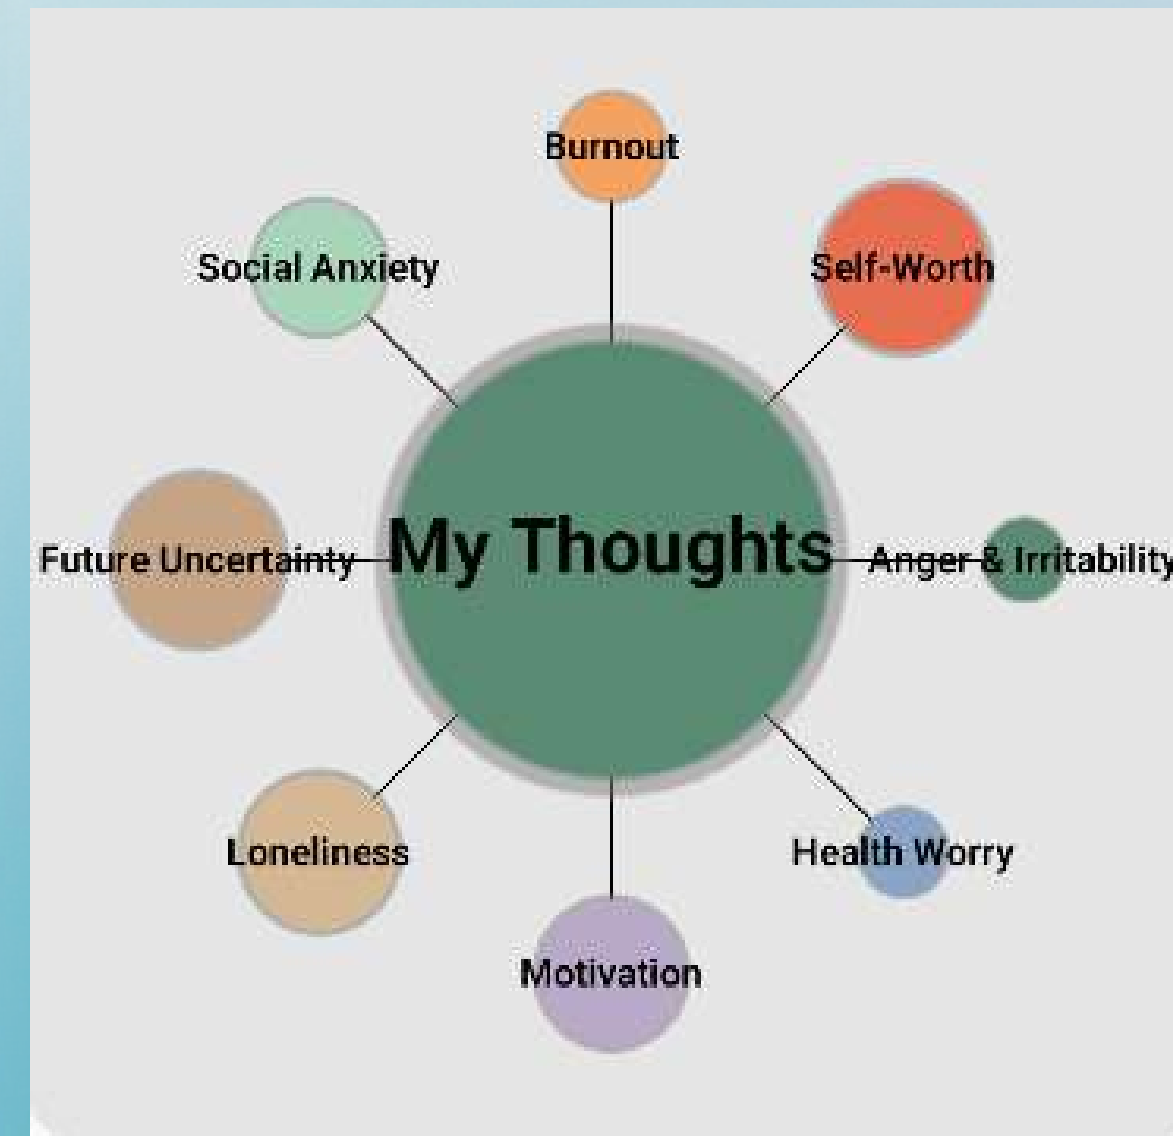 Burnout
Social Anxiety
Self-Worth
Future Uncertainty
My Thoughts
Anger & Irritability
Loneliness
Health Worry
Motivation